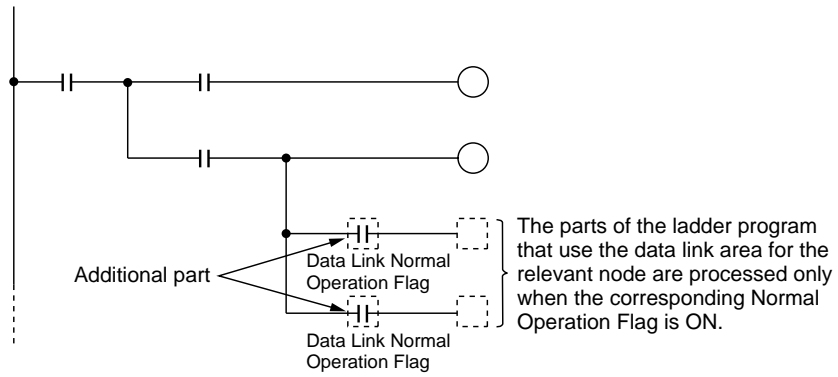 The parts of the ladder program
that use the data link area for the
relevant node are processed only
when the corresponding Normal
Operation Flag is ON.
Additional part
Data Link Normal
Operation Flag
Data Link Normal
Operation Flag